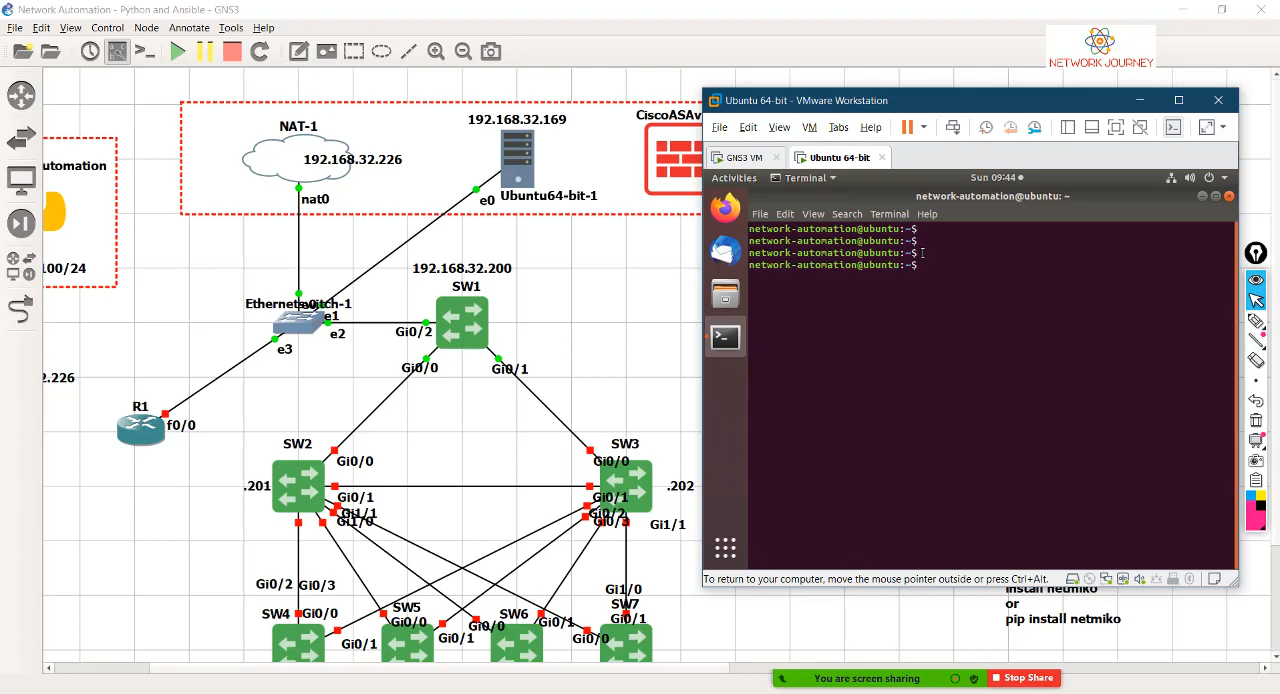 Network Automation - Python and Ansible - GNS3
File Edit View Control Node Annotate Tools Help
NETWORK JOURNEY
NAT-1
192.168.32.226
nat0
192.168.32.169
Ubuntu64-bit-1
e0
CiscoASAv
automation
100/24
192.168.32.200
SW1
Ethernetswitch-1
e1
e2
e3
Gi0/2
Gi0/0
Gi0/1
2.226
R1
f0/0
SW2
Gi0/0
.201
Gi0/1
Gi1/1
Gi1/0
SW3
Gi0/0
.202
Gi0/1
Gi0/2
Gi1/1
Gi0/2 Gi0/3
SW4 Gi0/0
Gi0/1
SW5
Gi0/0
Gi0/1
Gi0/0
SW6
Gi0/1
Gi0/0
Gi1/0
SW7
Gi0/1
install netmiko
or
pip install netmiko
Ubuntu 64-bit - VMware Workstation
File Edit View VM Tabs Help
GNS3 VM
Ubuntu 64-bit
Activities
Terminal
Sun 09:44
network-automation@ubuntu: ~
File Edit View Search Terminal Help
network-automation@ubuntu:~$
network-automation@ubuntu:~$
network-automation@ubuntu:~$
network-automation@ubuntu:~$
To return to your computer, move the mouse pointer outside or press Ctrl+Alt.
You are screen sharing
Stop Share